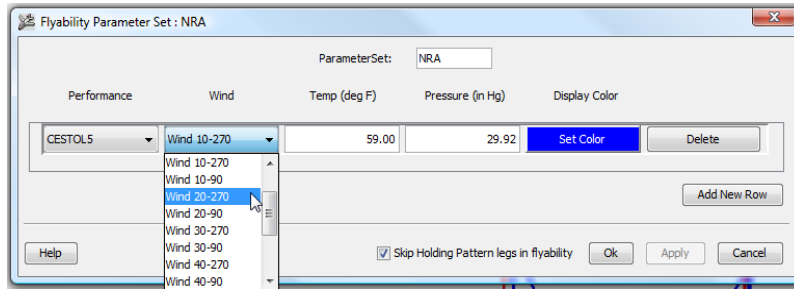 Flyability Parameter Set : NRA
ParameterSet: NRA
Performance Wind Temp (deg F) Pressure (in Hg) Display Color
CESTOL5 Wind 10-270 59.00 29.92 Set Color Delete
Wind 10-270
Wind 10-90
Wind 20-270
Wind 20-90
Wind 30-270
Wind 30-90
Wind 40-270
Wind 40-90
Add New Row
Help Skip Holding Pattern legs in flyability Ok Apply Cancel